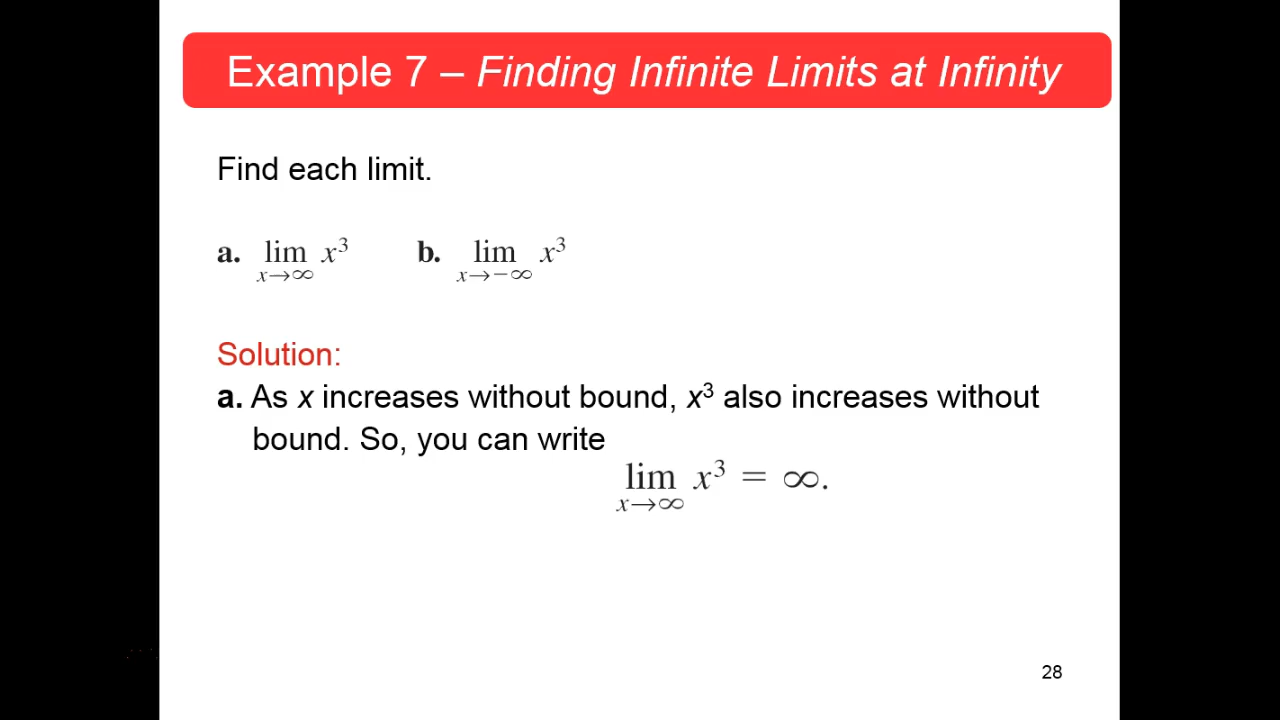 Example 7 – Finding Infinite Limits at Infinity
Find each limit.
a. lim x³ b. lim x³
x→∞ x→−∞
Solution:
a. As x increases without bound, x³ also increases without
bound. So, you can write
lim x³ = ∞.
x→∞
28